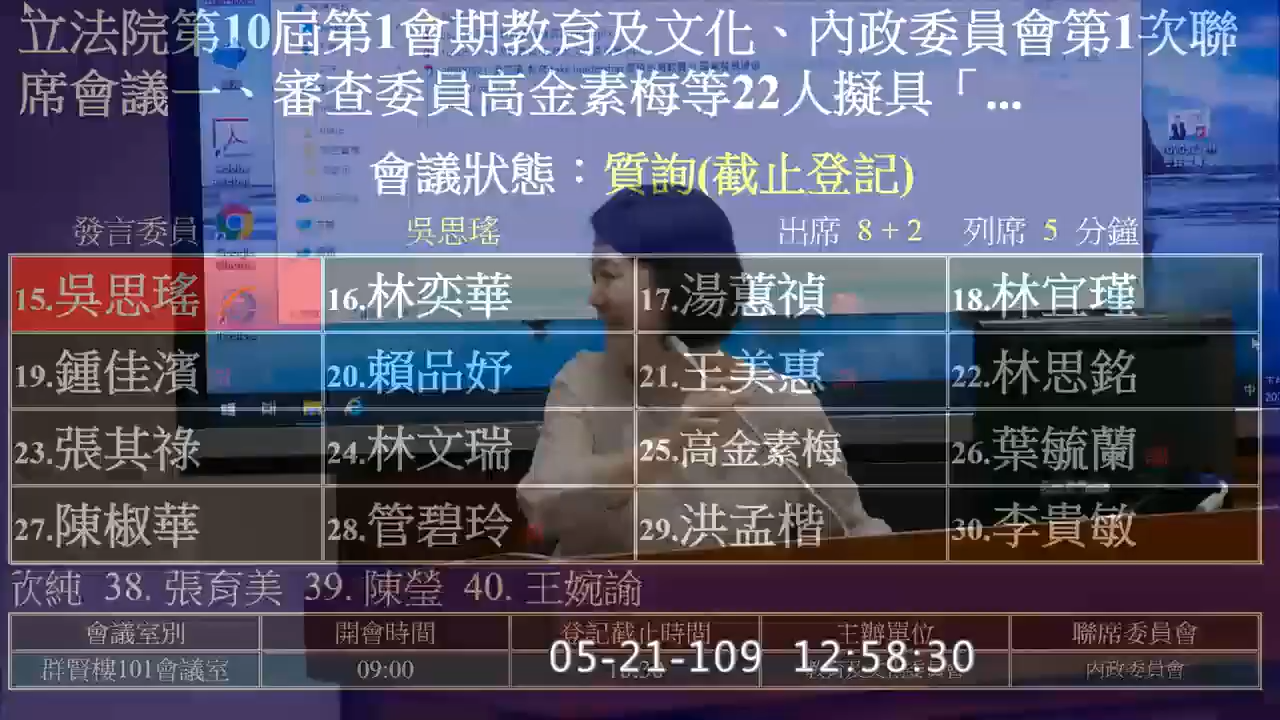 立法院第10屆第1會期教育及文化、內政委員會第1次聯
席會議一、審查委員高金素梅等22人擬具「...
會議狀態：質詢(截止登記)
發言委員 吳思瑤 出席 8+2 列席 5 分鐘
15.吳思瑤 16.林奕華 17.湯蕙禎 18.林宜瑾
19.鍾佳濱 20.賴品妤 21.王美惠 22.林思銘
23.張其祿 24.林文瑞 25.高金素梅 26.葉毓蘭
27.陳椒華 28.管碧玲 29.洪孟楷 30.李貴敏
純 38. 張育美 39. 陳瑩 40. 王婉諭
會議室別 開會時間 登記截止時間 主辦單位 聯席委員會
群賢樓101會議室 09:00 內政委員會
05-21-109 12:58:30